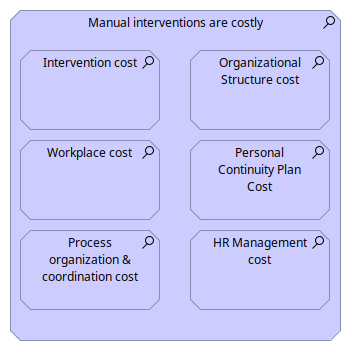 Manual interventions are costly
Intervention cost
Organizational
Structure cost
Workplace cost
Personal
Continuity Plan
Cost
Process
organization &
coordination cost
HR Management
cost